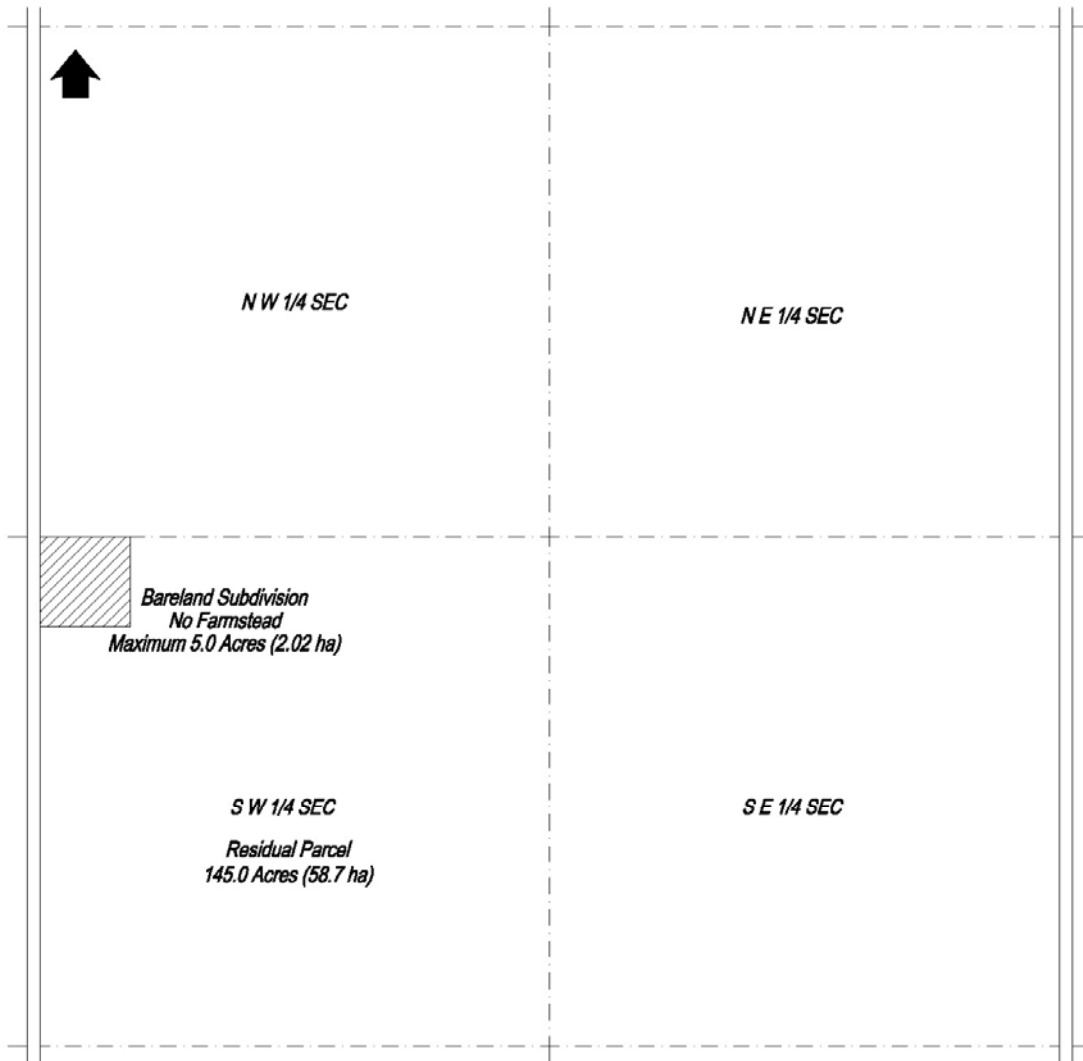 N W 1/4 SEC
N E 1/4 SEC
Bareland Subdivision
No Farmstead
Maximum 5.0 Acres (2.02 ha)
S W 1/4 SEC
Residual Parcel
145.0 Acres (58.7 ha)
S E 1/4 SEC